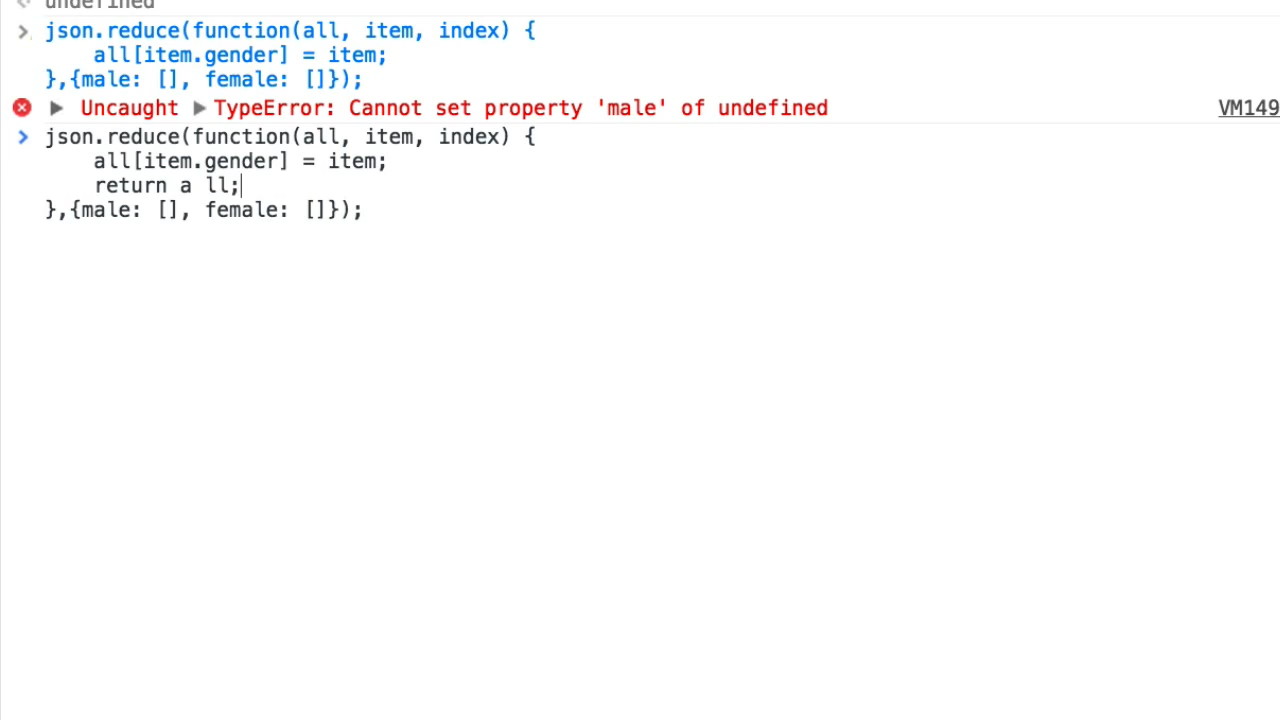 undefined
json.reduce(function(all, item, index) {
all[item.gender] = item;
},{male: [], female: []});
Uncaught TypeError: Cannot set property 'male' of undefined VM149
json.reduce(function(all, item, index) {
all[item.gender] = item;
return a ll;
},{male: [], female: []});